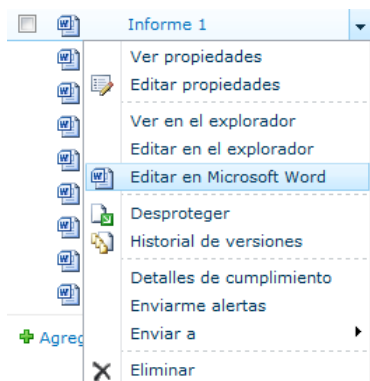 Informe 1
Ver propiedades
Editar propiedades
Ver en el explorador
Editar en el explorador
Editar en Microsoft Word
Desproteger
Historial de versiones
Detalles de cumplimiento
Enviarme alertas
Agreg
Enviar a
Eliminar